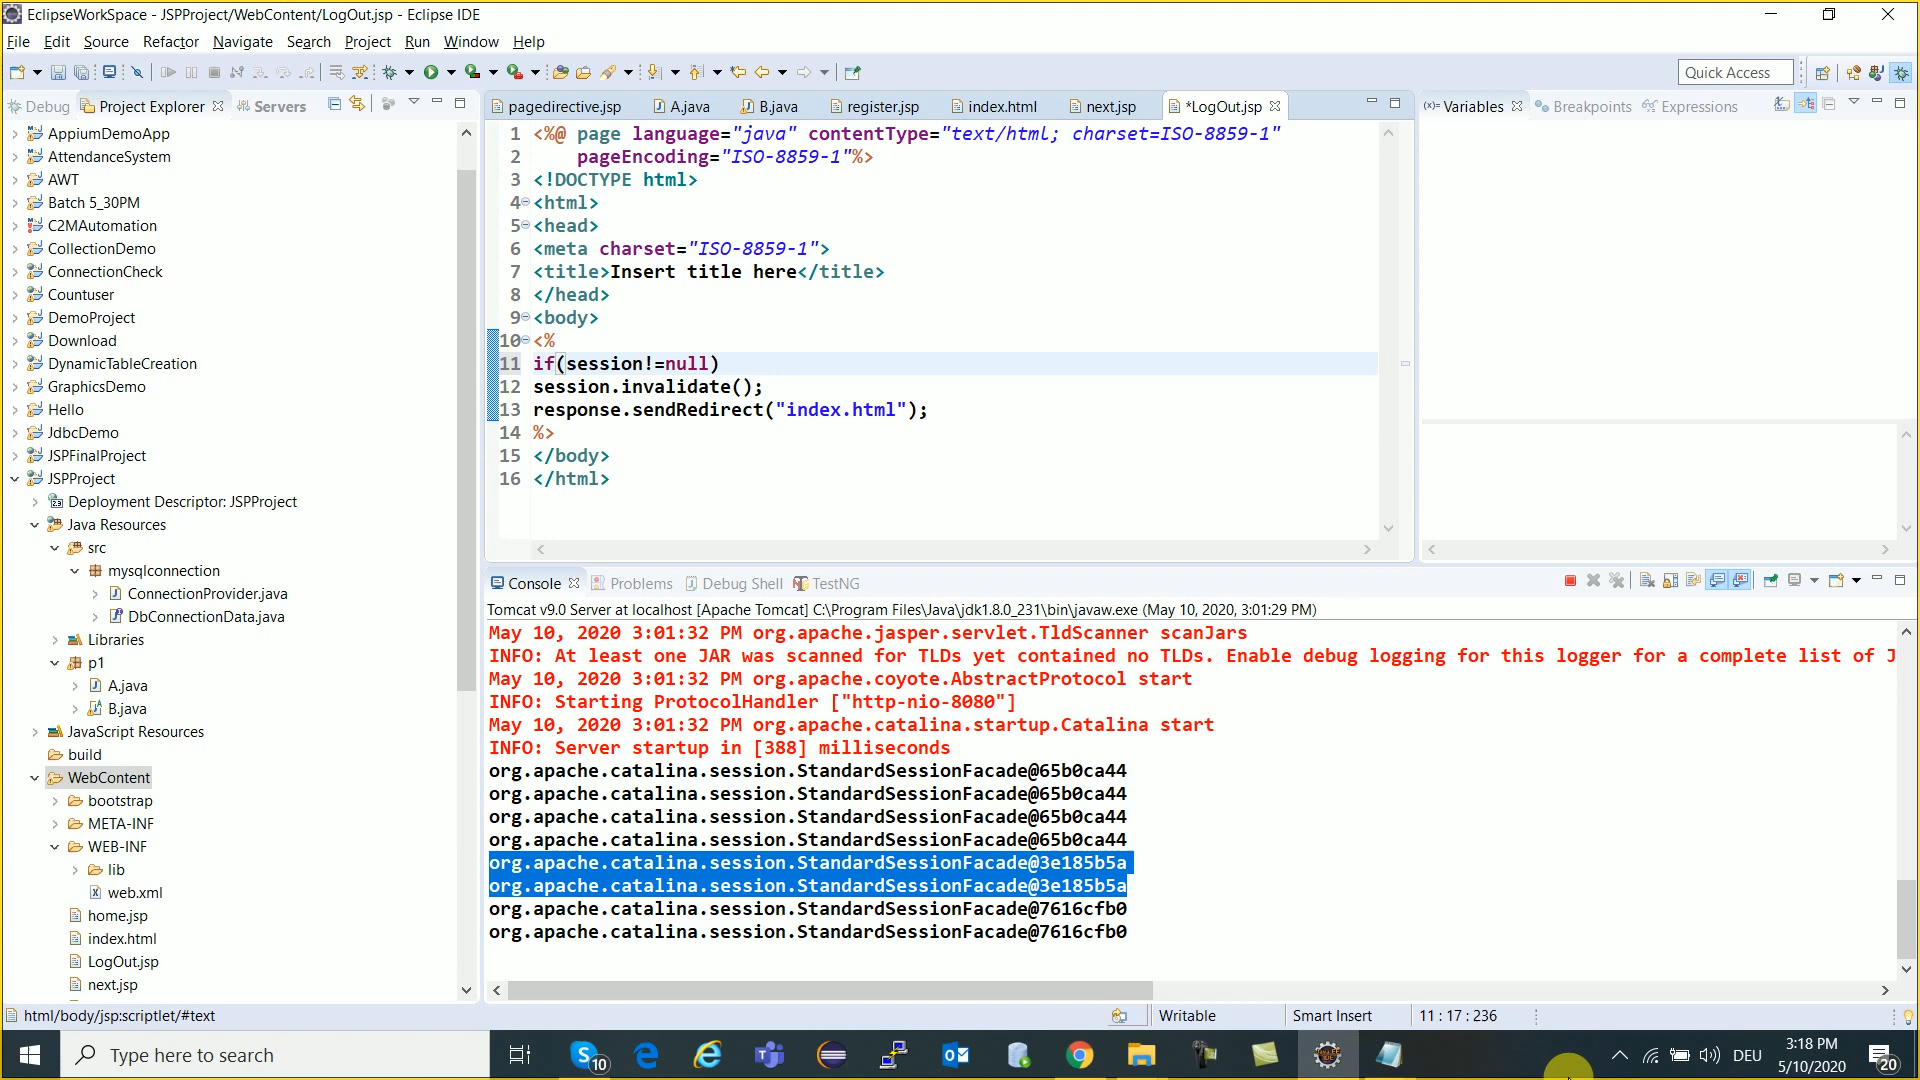 EclipseWorkSpace - JSPProject/WebContent/LogOut.jsp - Eclipse IDE
File Edit Source Refactor Navigate Search Project Run Window Help
Quick Access
Debug Project Explorer Servers
AppiumDemoApp
AttendanceSystem
AWT
Batch 5_30PM
C2MAutomation
CollectionDemo
ConnectionCheck
Countuser
DemoProject
Download
DynamicTableCreation
GraphicsDemo
Hello
JdbcDemo
JSPFinalProject
JSPProject
Deployment Descriptor: JSPProject
Java Resources
src
mysqlconnection
ConnectionProvider.java
DbConnectionData.java
Libraries
p1
A.java
B.java
JavaScript Resources
build
WebContent
bootstrap
META-INF
WEB-INF
lib
web.xml
home.jsp
index.html
LogOut.jsp
next.jsp
pagedirective.jsp A.java B.java register.jsp index.html next.jsp *LogOut.jsp
1 <%@ page language="java" contentType="text/html; charset=ISO-8859-1"
2 pageEncoding="ISO-8859-1"%>
3 <!DOCTYPE html>
4 <html>
5 <head>
6 <meta charset="ISO-8859-1">
7 <title>Insert title here</title>
8 </head>
9 <body>
10 <%
11 if(session!=null)
12 session.invalidate();
13 response.sendRedirect("index.html");
14 %>
15 </body>
16 </html>
(x)= Variables Breakpoints Expressions
Console Problems Debug Shell TestNG
Tomcat v9.0 Server at localhost [Apache Tomcat] C:\Program Files\Java\jdk1.8.0_231\bin\javaw.exe (May 10, 2020, 3:01:29 PM)
May 10, 2020 3:01:32 PM org.apache.jasper.servlet.TldScanner scanJars
INFO: At least one JAR was scanned for TLDs yet contained no TLDs. Enable debug logging for this logger for a complete list of J
May 10, 2020 3:01:32 PM org.apache.coyote.AbstractProtocol start
INFO: Starting ProtocolHandler ["http-nio-8080"]
May 10, 2020 3:01:32 PM org.apache.catalina.startup.Catalina start
INFO: Server startup in [388] milliseconds
org.apache.catalina.session.StandardSessionFacade@65b0ca44
org.apache.catalina.session.StandardSessionFacade@65b0ca44
org.apache.catalina.session.StandardSessionFacade@65b0ca44
org.apache.catalina.session.StandardSessionFacade@65b0ca44
org.apache.catalina.session.StandardSessionFacade@3e185b5a
org.apache.catalina.session.StandardSessionFacade@3e185b5a
org.apache.catalina.session.StandardSessionFacade@7616cfb0
org.apache.catalina.session.StandardSessionFacade@7616cfb0
html/body/jsp:scriptlet/#text Writable Smart Insert 11 : 17 : 236
Type here to search
10
DEU
3:18 PM
5/10/2020
20